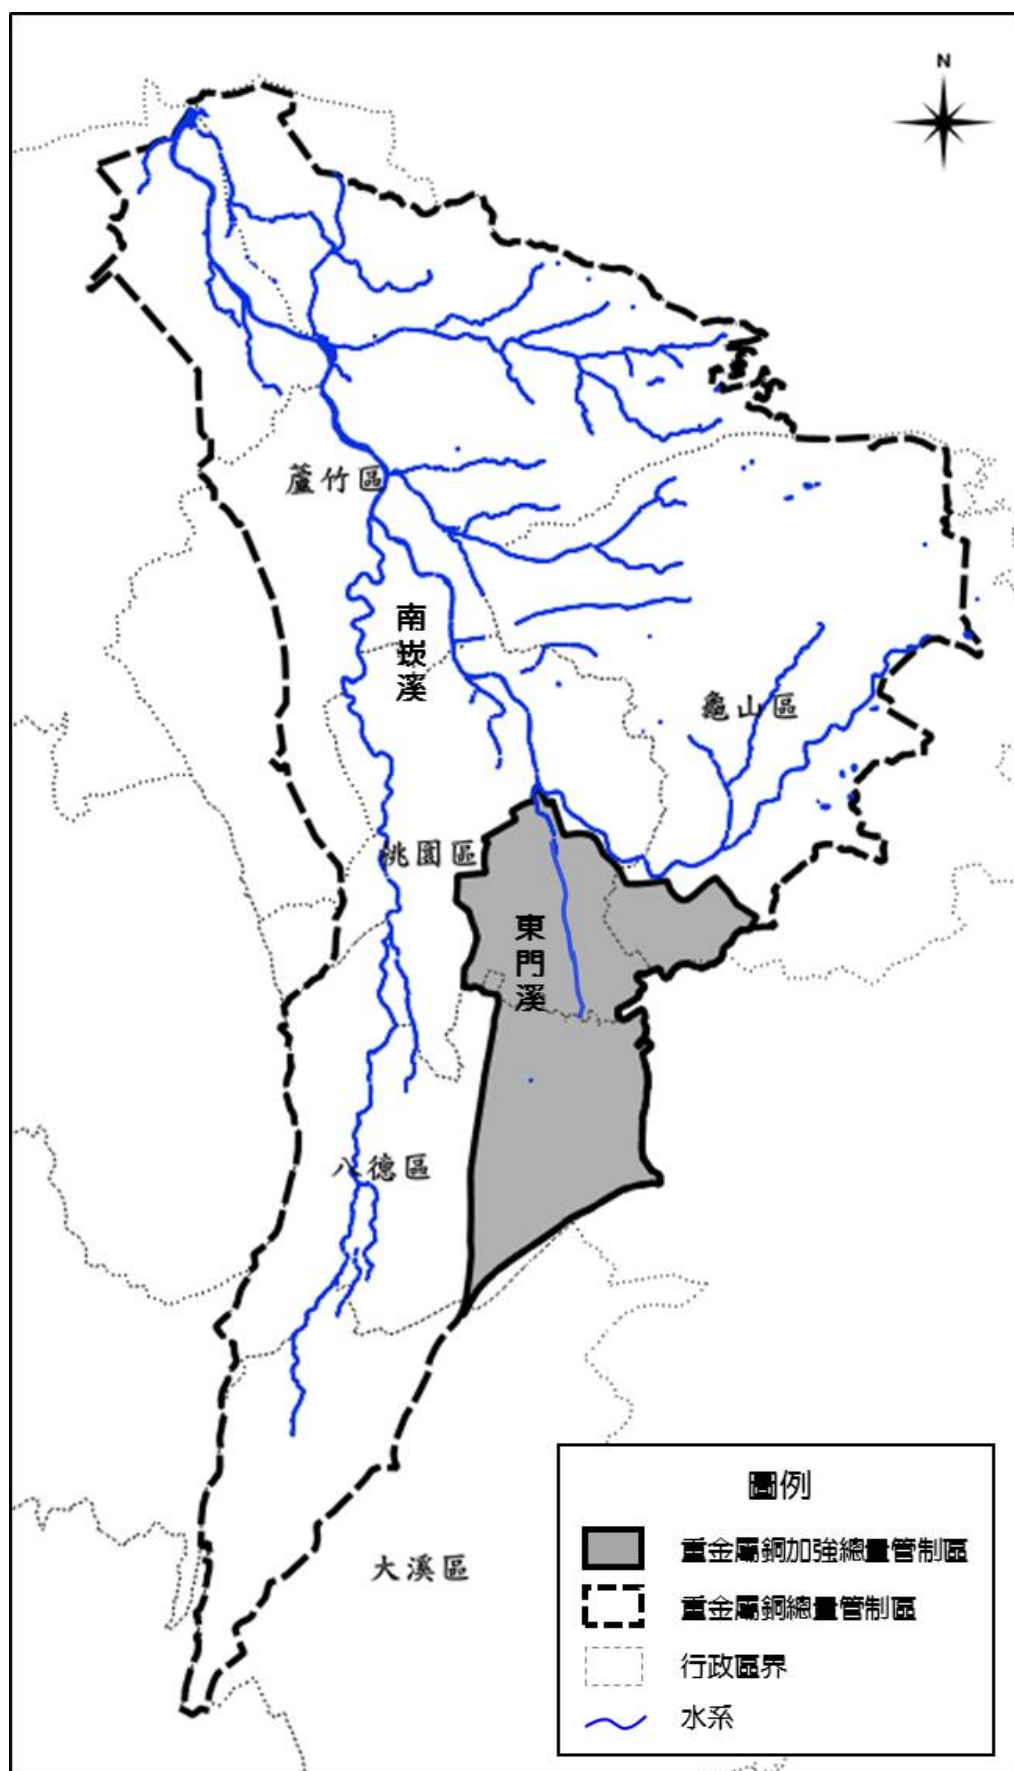 N
蘆竹區
南崁溪
龜山區
桃園區
東門溪
八德區
大溪區
圖例
重金屬銅加強總量管制區
重金屬銅總量管制區
行政區界
水系